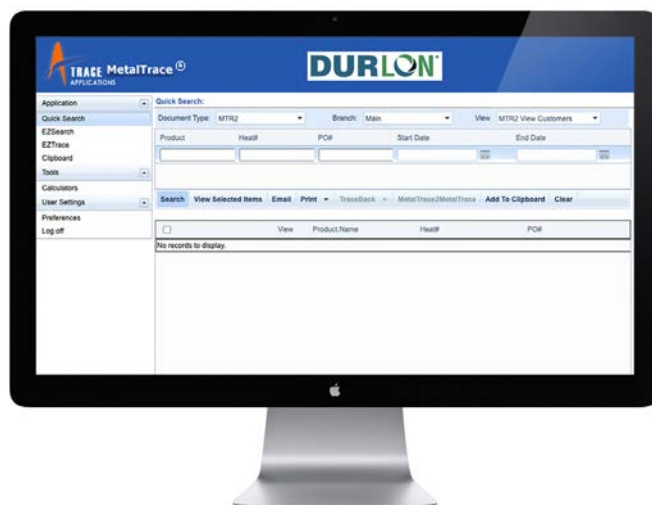 TRACE MetalTrace ®
APPLICATIONS
DURLON®
Application
Quick Search
EZSearch
EZTrace
Clipboard
Tools
Calculators
User Settings
Preferences
Log off
Quick Search:
Document Type: MTR2 Branch: Main View MTR2 View Customers
Product Heat# PO# Start Date End Date
Search View Selected Items Email Print TraceBack MetalTrace2MetalTrace Add To Clipboard Clear
View Product.Name Heat# PO#
No records to display.